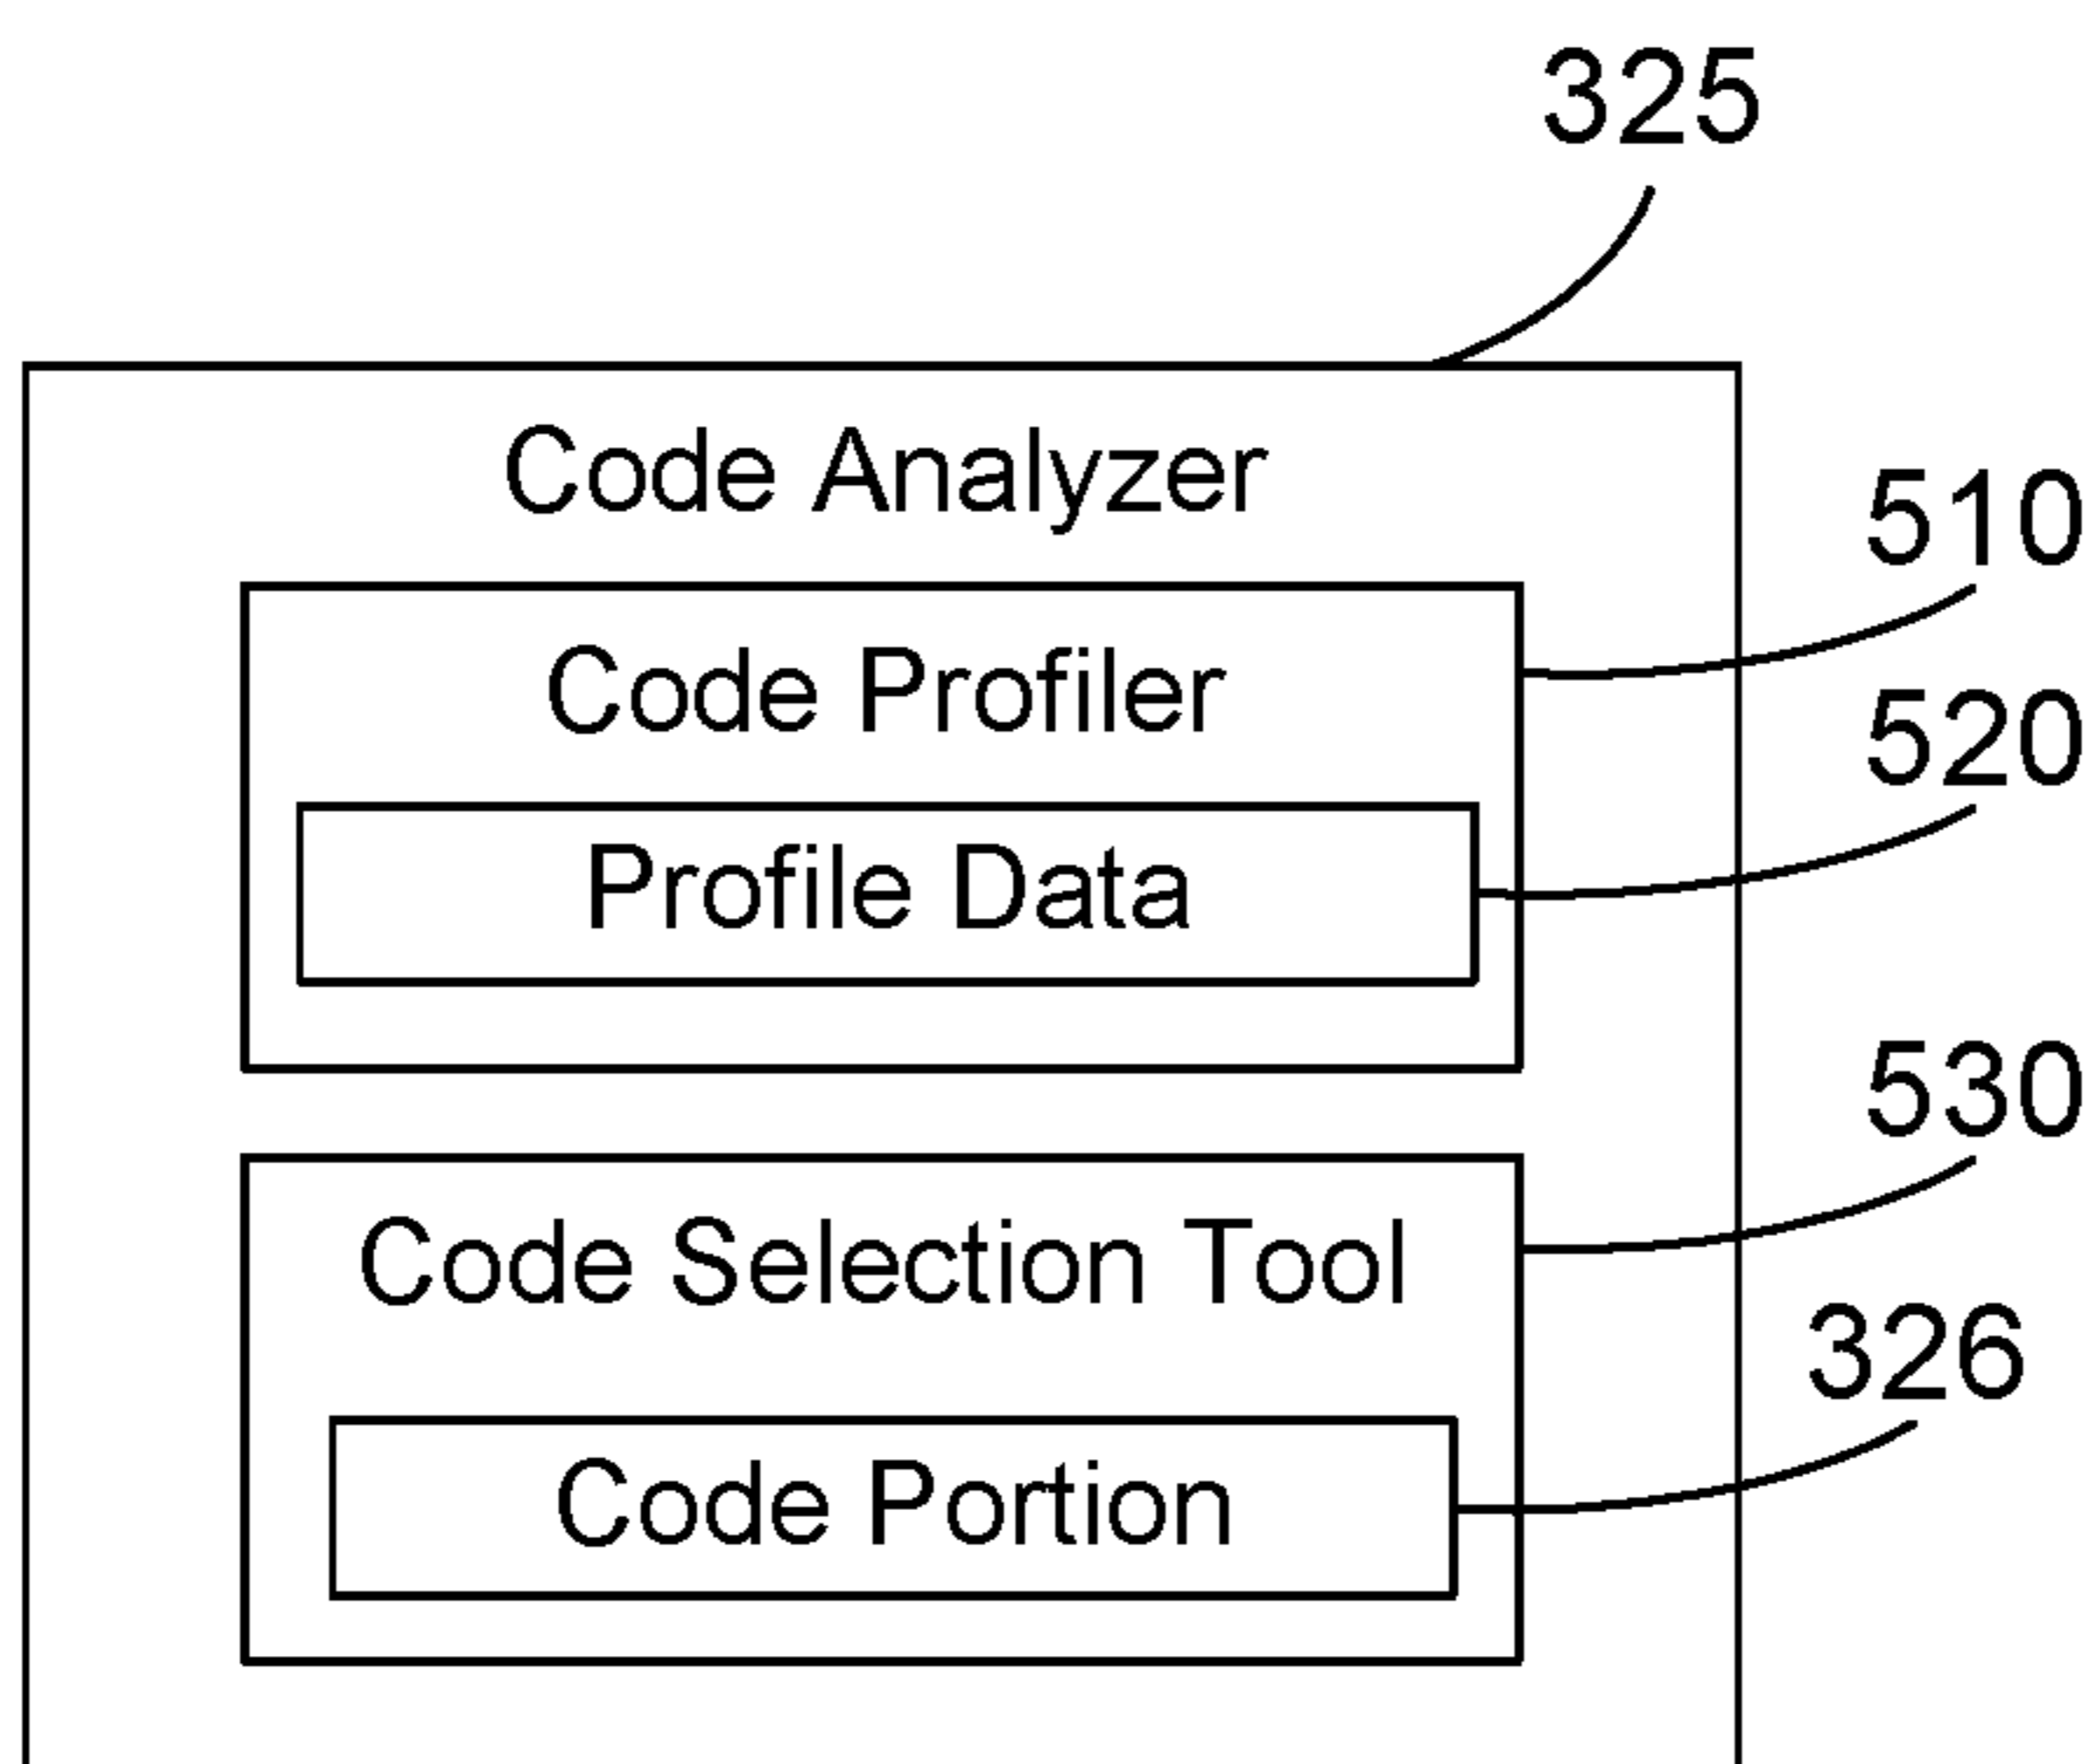 325
Code Analyzer
510
Code Profiler
520
Profile Data
530
Code Selection Tool
326
Code Portion